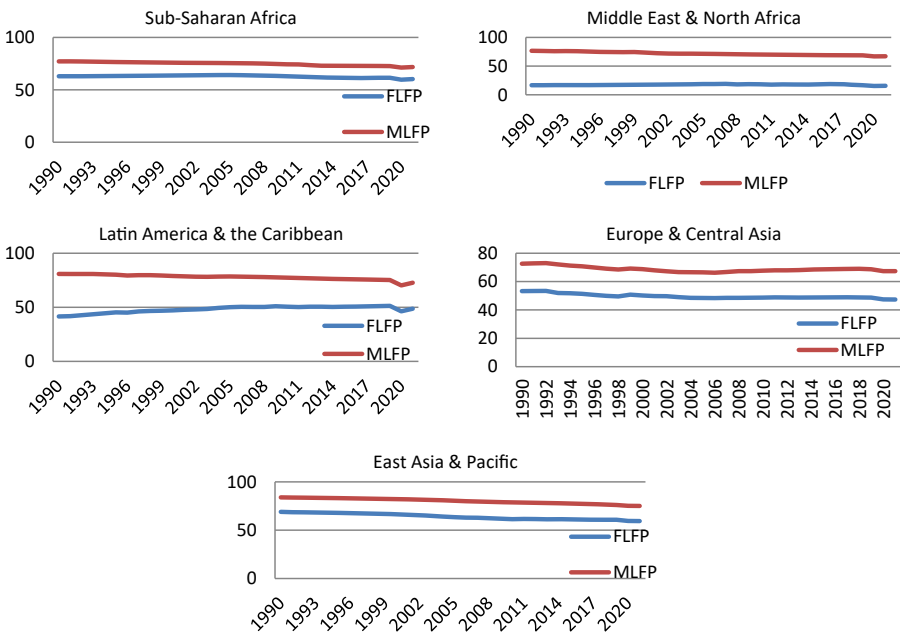 Sub-Saharan Africa
100
50
0
FLFP
MLFP
1990 1993 1996 1999 2002 2005 2008 2011 2014 2017 2020
Middle East & North Africa
100
50
0
1990 1993 1996 1999 2002 2005 2008 2011 2014 2017 2020
FLFP MLFP
Latin America & the Caribbean
100
50
0
FLFP
MLFP
1990 1993 1996 1999 2002 2005 2008 2011 2014 2017 2020
Europe & Central Asia
80
60
40
20
0
FLFP
MLFP
1990 1992 1994 1996 1998 2000 2002 2004 2006 2008 2010 2012 2014 2016 2018 2020
East Asia & Pacific
100
50
0
FLFP
MLFP
1990 1993 1996 1999 2002 2005 2008 2011 2014 2017 2020